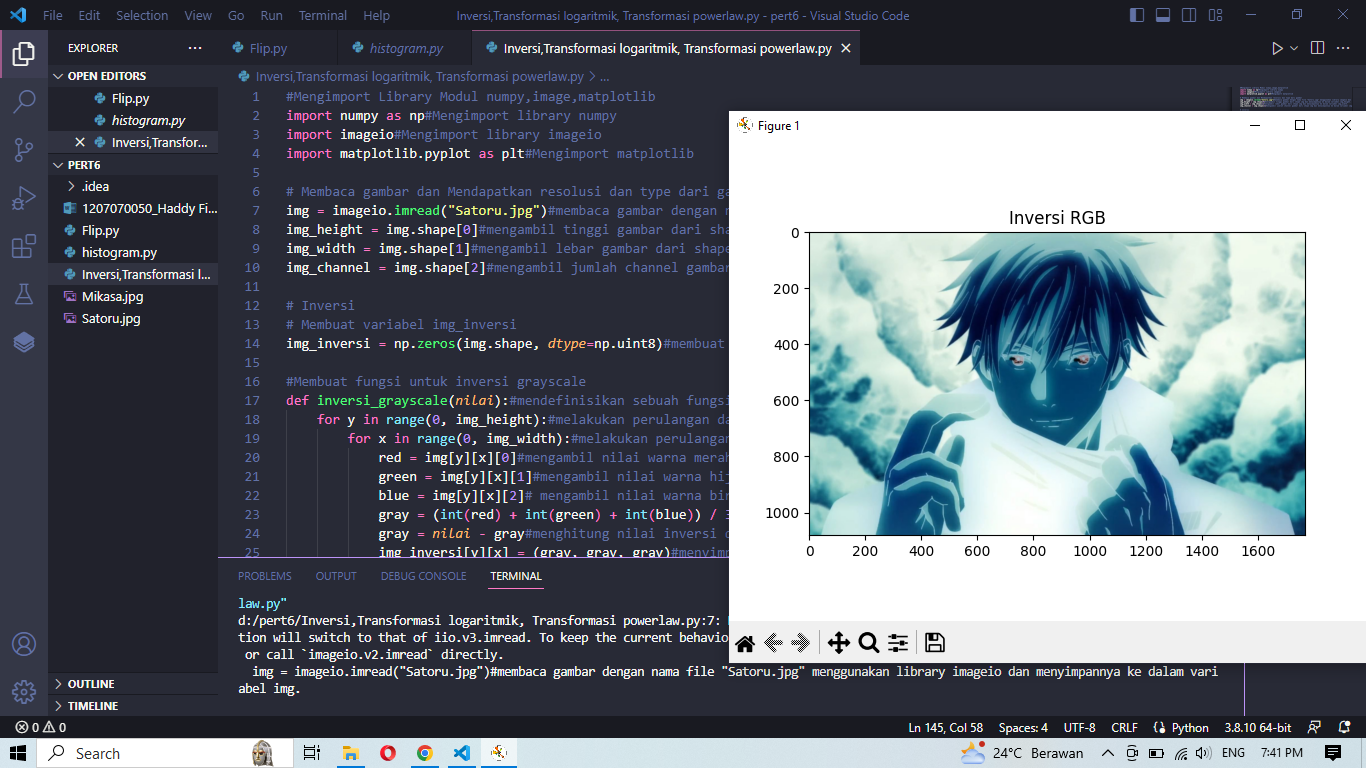 File Edit Selection View Go Run Terminal Help Inversi,Transformasi logaritmik, Transformasi powerlaw.py - pert6 - Visual Studio Code
EXPLORER
Flip.py histogram.py Inversi,Transformasi logaritmik, Transformasi powerlaw.py
OPEN EDITORS
Flip.py
histogram.py
Inversi,Transfor...
PERT6
.idea
1207070050_Haddy Fi...
Flip.py
histogram.py
Inversi,Transformasi l...
Mikasa.jpg
Satoru.jpg
OUTLINE
TIMELINE
Inversi,Transformasi logaritmik, Transformasi powerlaw.py > ...
1 #Mengimport Library Modul numpy,image,matplotlib
2 import numpy as np#Mengimport library numpy
3 import imageio#Mengimport library imageio
4 import matplotlib.pyplot as plt#Mengimport matplotlib
5
6 # Membaca gambar dan Mendapatkan resolusi dan type dari ga
7 img = imageio.imread("Satoru.jpg")#membaca gambar dengan
8 img_height = img.shape[0]#mengambil tinggi gambar dari sha
9 img_width = img.shape[1]#mengambil lebar gambar dari shape
10 img_channel = img.shape[2]#mengambil jumlah channel gambar
11
12 # Inversi
13 # Membuat variabel img_inversi
14 img_inversi = np.zeros(img.shape, dtype=np.uint8)#membuat
15
16 #Membuat fungsi untuk inversi grayscale
17 def inversi_grayscale(nilai):#mendefinisikan sebuah fungsi
18 for y in range(0, img_height):#melakukan perulangan da
19 for x in range(0, img_width):#melakukan perulangan
20 red = img[y][x][0]#mengambil nilai warna merah
21 green = img[y][x][1]#mengambil nilai warna hij
22 blue = img[y][x][2]# mengambil nilai warna bir
23 gray = (int(red) + int(green) + int(blue)) / 3
24 gray = nilai - gray#menghitung nilai inversi
25 img_inversi[y][x] = (gray, gray, gray)#menyimp
PROBLEMS OUTPUT DEBUG CONSOLE TERMINAL
law.py"
d:/pert6/Inversi,Transformasi logaritmik, Transformasi powerlaw.py:7:
tion will switch to that of iio.v3.imread. To keep the current behavio
or call `imageio.v2.imread` directly.
img = imageio.imread("Satoru.jpg")#membaca gambar dengan nama file "Satoru.jpg" menggunakan library imageio dan menyimpannya ke dalam vari
abel img.
Figure 1
Inversi RGB
0
200
400
600
800
1000
0 200 400 600 800 1000 1200 1400 1600
0 0 Ln 145, Col 58 Spaces: 4 UTF-8 CRLF Python 3.8.10 64-bit
Search 24°C Berawan ENG 7:41 PM